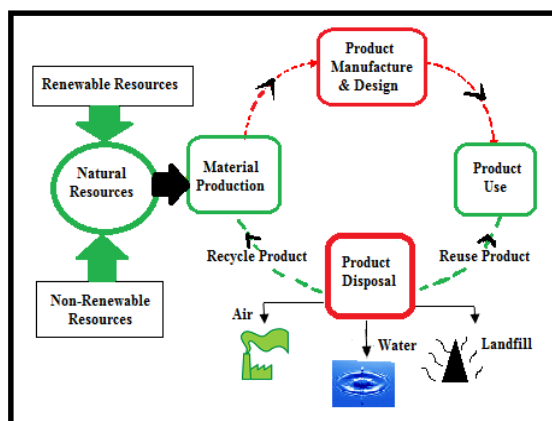 Renewable Resources
Natural
Resources
Non-Renewable
Resources
Material
Production
Product
Manufacture
& Design
Product
Use
Recycle Product
Product
Disposal
Reuse Product
Air
Water
Landfill